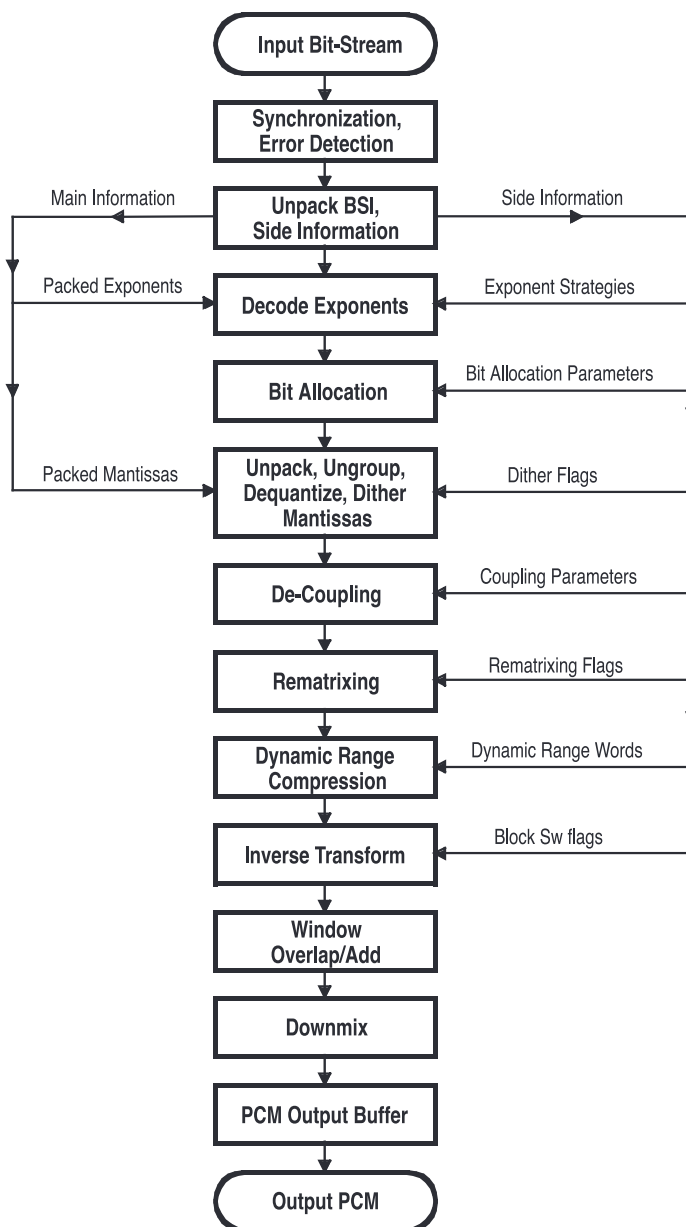 Input Bit-Stream
Synchronization,
Error Detection
Main Information
Unpack BSI,
Side Information
Side Information
Packed Exponents
Decode Exponents
Exponent Strategies
Bit Allocation
Bit Allocation Parameters
Packed Mantissas
Unpack, Ungroup,
Dequantize, Dither
Mantissas
Dither Flags
De-Coupling
Coupling Parameters
Rematrixing
Rematrixing Flags
Dynamic Range
Compression
Dynamic Range Words
Inverse Transform
Block Sw flags
Window
Overlap/Add
Downmix
PCM Output Buffer
Output PCM